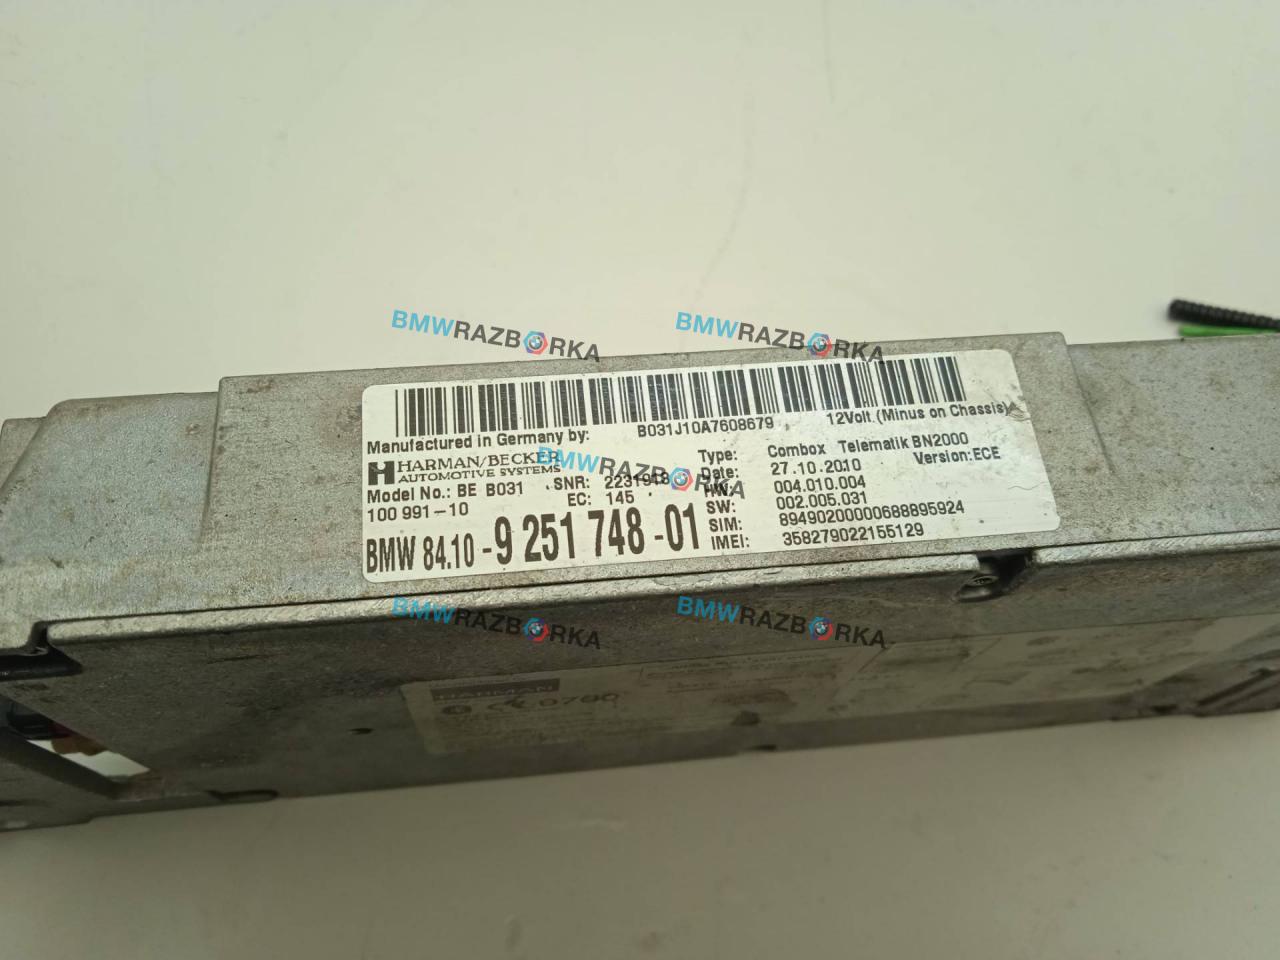 BMWRAZBORKA
BMWRAZBORKA
B031J10A7608679
12Volt (Minus on Chassis)
Manufactured in Germany by:
HARMAN/BECKER
AUTOMOTIVE SYSTEMS
Model No.: BE B031
SNR: 2231918
100 991-10
EC: 145
Type: Combox Telematik BN2000
Date: 27.10.2010 Version: ECE
HW: 004.010.004
SW: 002.005.031
SIM: 89490200000688895924
IMEI: 358279022155129
BMW 84.10 - 9 251 748 - 01
BMWRAZBORKA
BMWRAZBORKA
BMWRAZBORKA
HARMAN